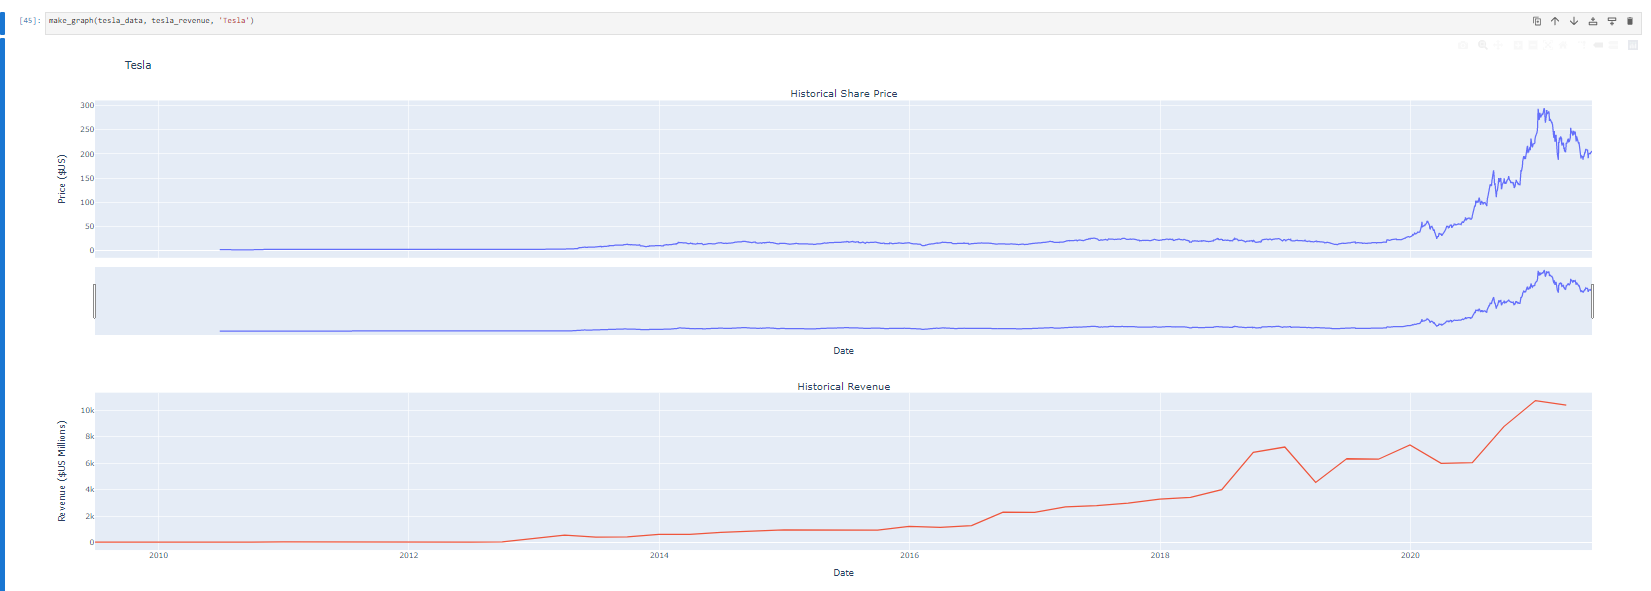 [45]: make_graph(tesla_data, tesla_revenue, 'Tesla')
Tesla
Historical Share Price
300
250
200
150
100
50
0
Price ($US)
Date
Historical Revenue
10k
8k
6k
4k
2k
0
Revenue ($US Millions)
2010 2012 2014 2016 2018 2020
Date